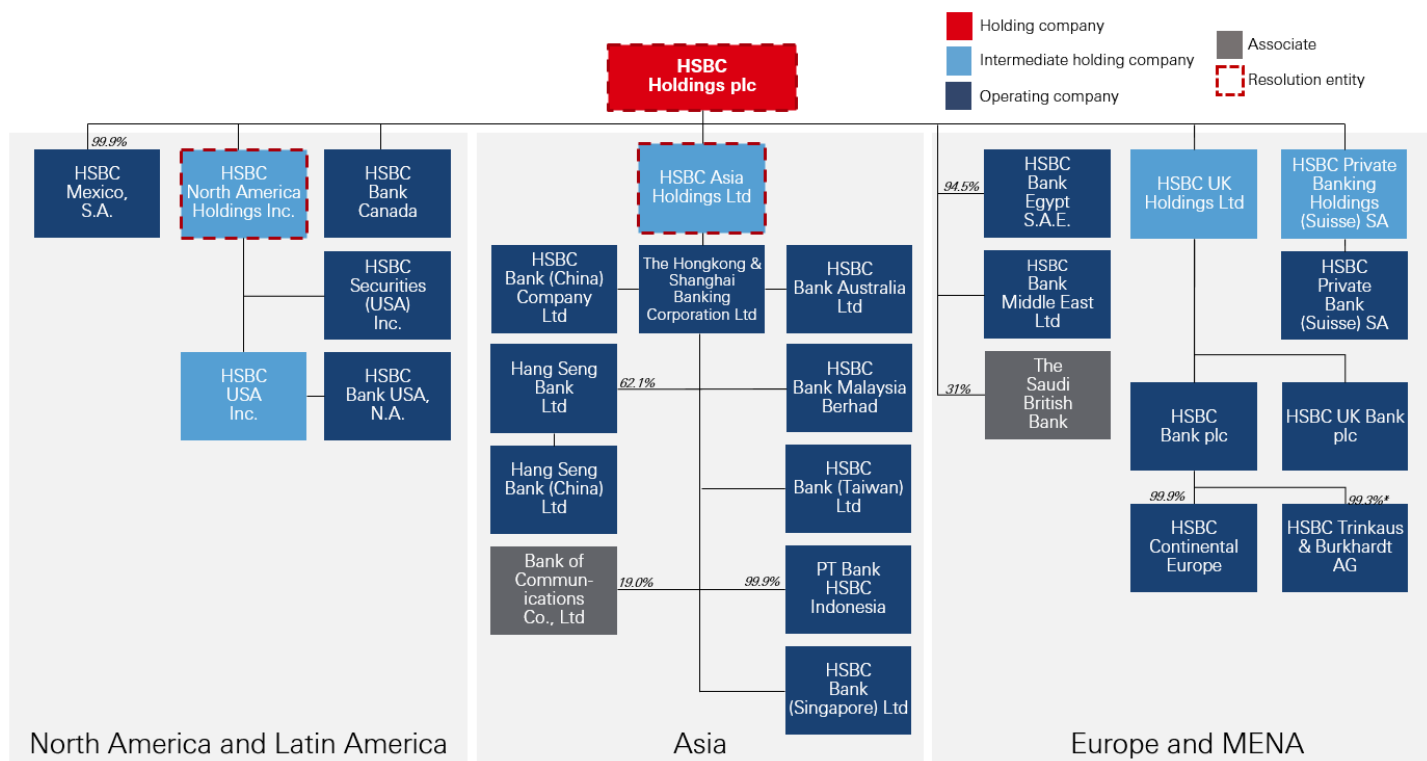 Holding company
Intermediate holding company
Operating company
Associate
Resolution entity
HSBC
Holdings plc
99.9%
HSBC
Mexico,
S.A.
HSBC
North America
Holdings Inc.
HSBC
Bank
Canada
HSBC
Securities
(USA)
Inc.
HSBC
USA
Inc.
HSBC
Bank USA,
N.A.
North America and Latin America
HSBC Asia
Holdings Ltd
HSBC
Bank (China)
Company
Ltd
The Hongkong &
Shanghai
Banking
Corporation Ltd
HSBC
Bank Australia
Ltd
Hang Seng
Bank
Ltd
62.1%
HSBC
Bank Malaysia
Berhad
Hang Seng
Bank (China)
Ltd
HSBC
Bank (Taiwan)
Ltd
Bank of
Commun-
ications
Co., Ltd
19.0%
99.9%
PT Bank
HSBC
Indonesia
HSBC
Bank
(Singapore) Ltd
Asia
94.5%
HSBC
Bank
Egypt
S.A.E.
HSBC UK
Holdings Ltd
HSBC Private
Banking
Holdings
(Suisse) SA
HSBC
Bank
Middle East
Ltd
HSBC
Private
Bank
(Suisse) SA
31%
The
Saudi
British
Bank
HSBC
Bank plc
HSBC UK Bank
plc
99.9%
HSBC
Continental
Europe
99.3%*
HSBC Trinkaus
& Burkhardt
AG
Europe and MENA